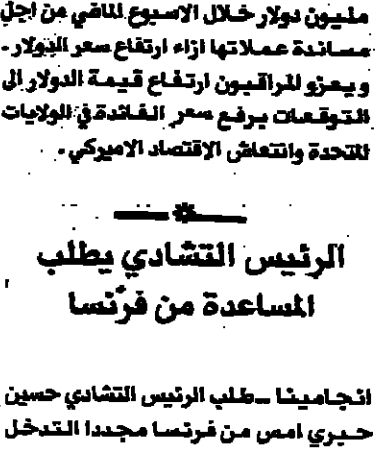 مليون دولار خلال الاسبوع الماضي من اجل
مساندة عملاتها ازاء ارتفاع سعر الدولار .
ويعزو المراقبون ارتفاع قيمة الدولار الى
التوقعات برفع سعر الفائدة في الولايات
المتحدة وانتعاش الاقتصاد الاميركي .
الرئيس التشادي يطلب
المساعدة من فرنسا
انجامينا - طلب الرئيس التشادي حسين
حبري امس من فرنسا مجددا التدخل